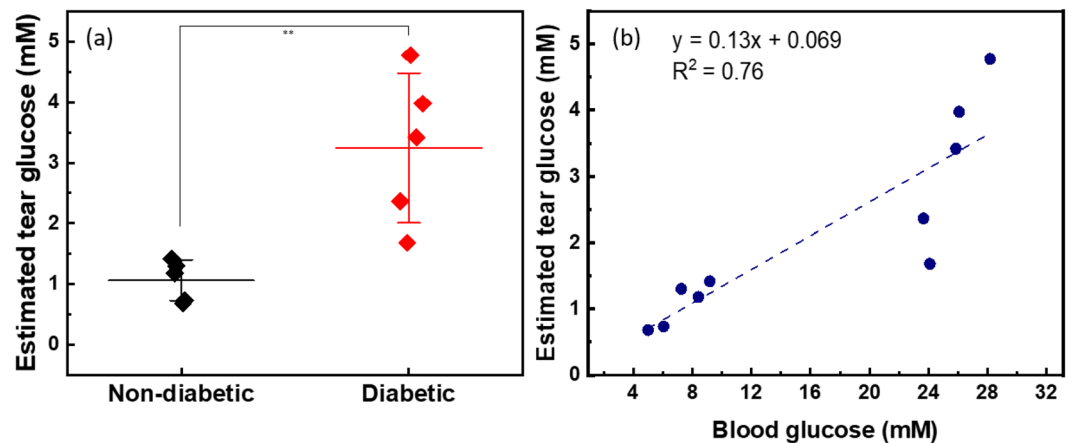 (a)
**
Estimated tear glucose (mM)
5
4
3
2
1
0
Non-diabetic
Diabetic
(b)
y = 0.13x + 0.069
R² = 0.76
Estimated tear glucose (mM)
5
4
3
2
1
0
4 8 12 16 20 24 28 32
Blood glucose (mM)